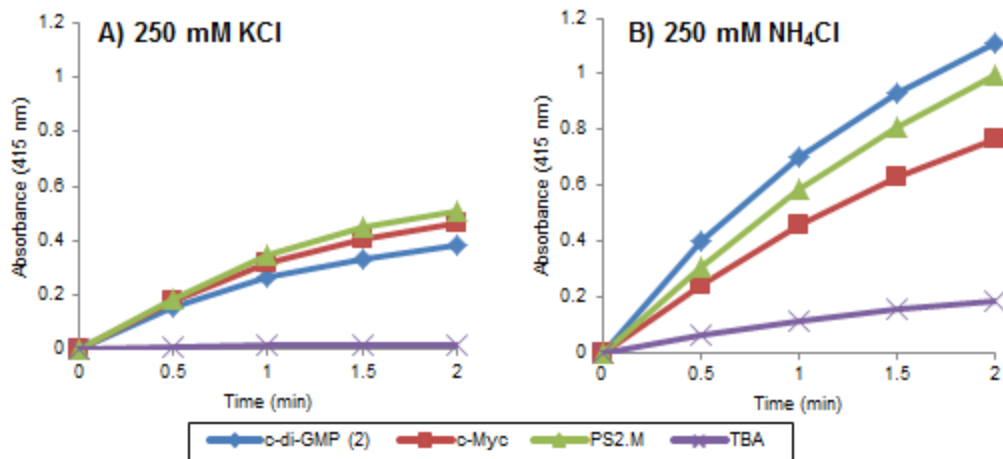 A) 250 mM KCl
1.2
1
0.8
0.6
0.4
0.2
0
Absorbance (415 nm)
0 0.5 1 1.5 2
Time (min)
B) 250 mM NH₄Cl
1.2
1
0.8
0.6
0.4
0.2
0
Absorbance (415 nm)
0 0.5 1 1.5 2
Time (min)
c-di-GMP (2) c-Myc PS2.M TBA